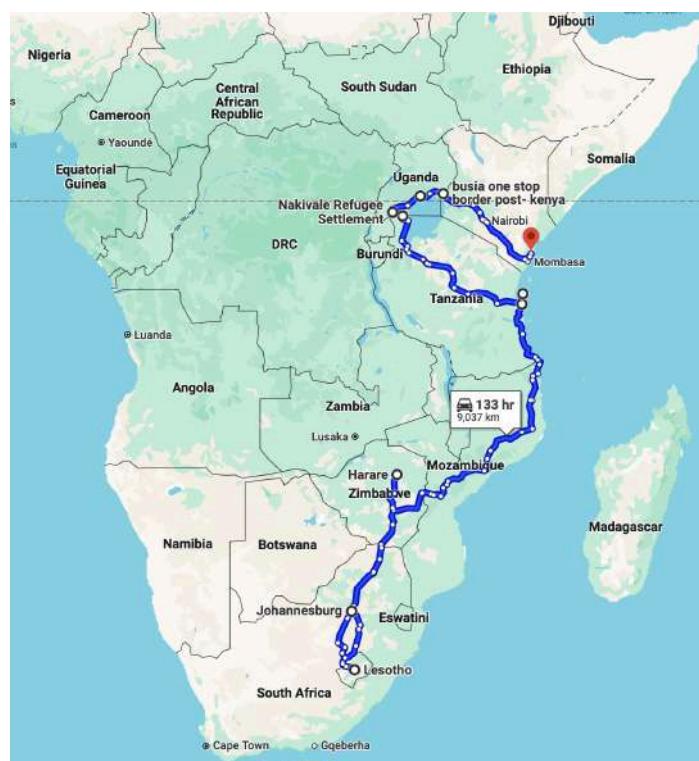 Djibouti
Nigeria
Ethiopia
South Sudan
Central
African
Republic
Cameroon
Yaoundé
Somalia
Equatorial
Guinea
Uganda
busia one stop
border post- kenya
Nakivale Refugee
Settlement
Nairobi
DRC
Burundi
Mombasa
Tanzania
Luanda
Angola
133 hr
9,037 km
Zambia
Lusaka
Mozambique
Harare
Zimbabwe
Madagascar
Namibia
Botswana
Johannesburg
Eswatini
Lesotho
South Africa
Cape Town
Gqeberha